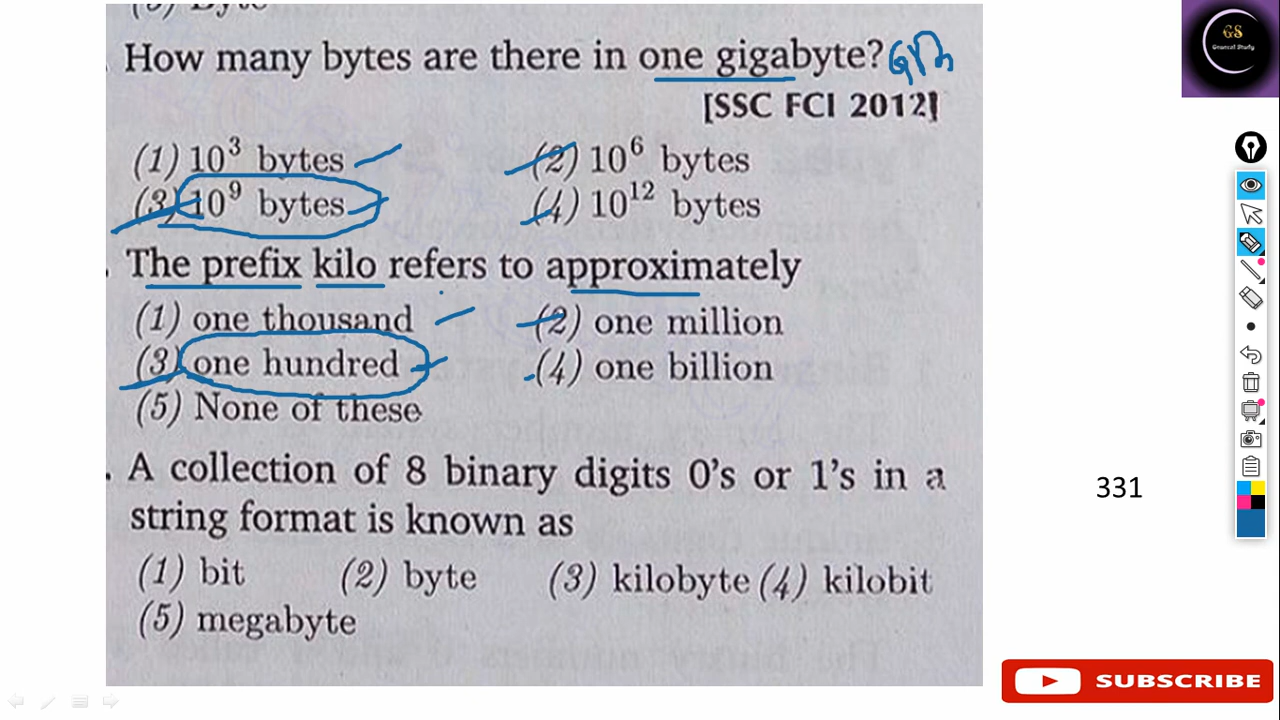 How many bytes are there in one gigabyte?
[SSC FCI 2012]
(1) 10³ bytes (2) 10⁶ bytes
(3) 10⁹ bytes (4) 10¹² bytes
The prefix kilo refers to approximately
(1) one thousand (2) one million
(3) one hundred (4) one billion
(5) None of these
A collection of 8 binary digits 0's or 1's in a
string format is known as
(1) bit (2) byte (3) kilobyte (4) kilobit
(5) megabyte
331
GS
General Study
SUBSCRIBE